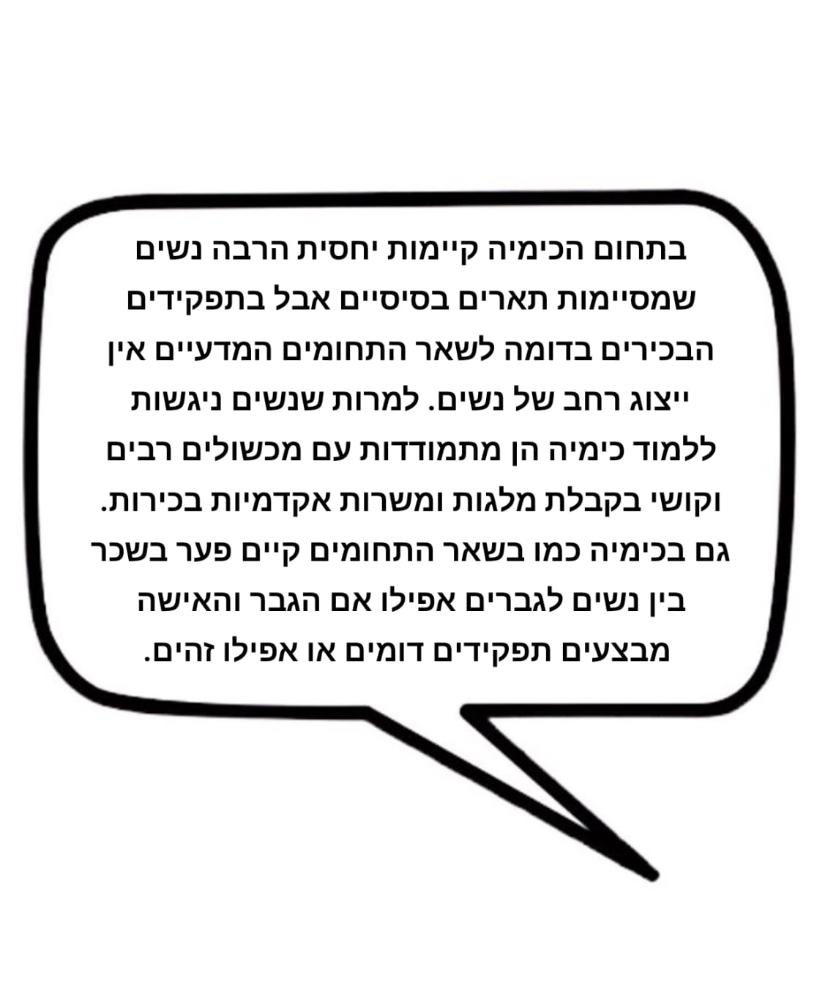 בתחום הכימיה קיימות יחסית הרבה נשים
שמסיימות תארים בסיסיים אבל בתפקידים
הבכירים בדומה לשאר התחומים המדעיים אין
ייצוג רחב של נשים. למרות שנשים ניגשות
ללמוד כימיה הן מתמודדות עם מכשולים רבים
וקושי בקבלת מלגות ומשרות אקדמיות בכירות.
גם בכימיה כמו בשאר התחומים קיים פער בשכר
בין נשים לגברים אפילו אם הגבר והאישה
מבצעים תפקידים דומים או אפילו זהים.